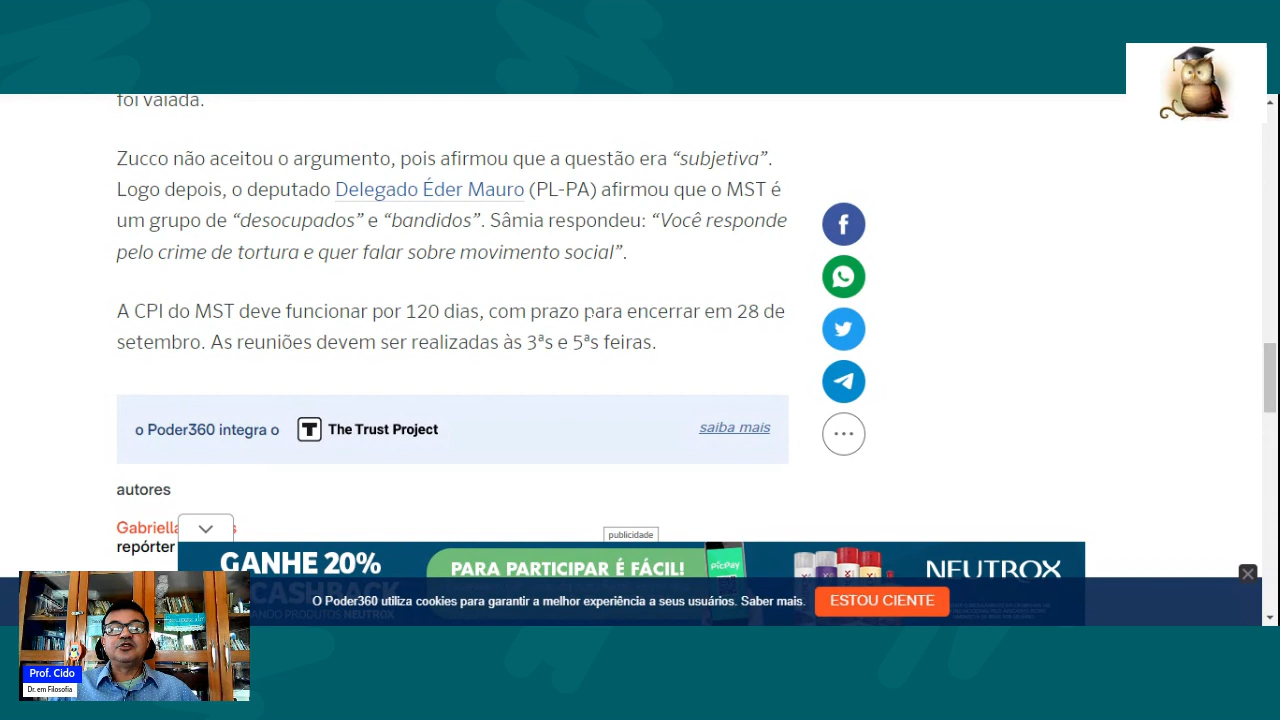 foi vaiada.
Zucco não aceitou o argumento, pois afirmou que a questão era “subjetiva”.
Logo depois, o deputado Delegado Éder Mauro (PL-PA) afirmou que o MST é
um grupo de “desocupados” e “bandidos”. Sâmia respondeu: “Você responde
pelo crime de tortura e quer falar sobre movimento social”.
A CPI do MST deve funcionar por 120 dias, com prazo para encerrar em 28 de
setembro. As reuniões devem ser realizadas às 3ªs e 5ªs feiras.
o Poder360 integra o
The Trust Project
saiba mais
autores
repórter
publicidade
GANHE 20%
CASHBACK
NEUTROX
PARA PARTICIPAR É FÁCIL!
PicPay
NEUTROX
O Poder360 utiliza cookies para garantir a melhor experiência a seus usuários. Saber mais.
ESTOU CIENTE
Prof. Cido
Dr. em Filosofia